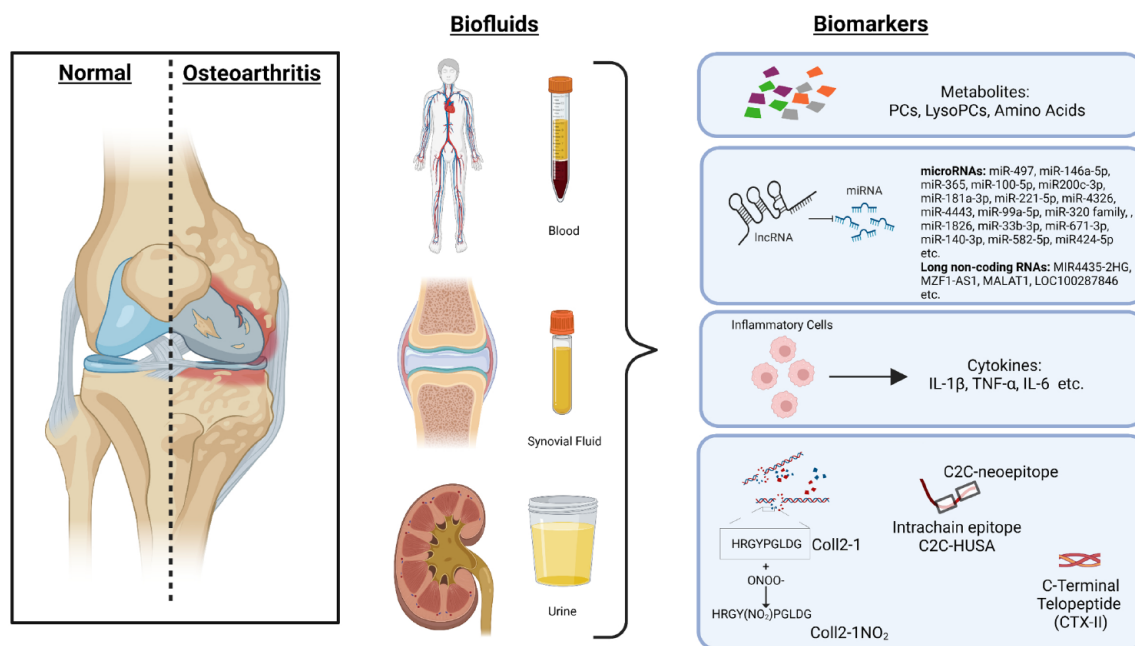 Normal
Osteoarthritis
Biofluids
Blood
Synovial Fluid
Urine
Biomarkers
Metabolites:
PCs, LysoPCs, Amino Acids
lncRNA
miRNA
microRNAs: miR-497, miR-146a-5p,
miR-365, miR-100-5p, miR200c-3p,
miR-181a-3p, miR-221-5p, miR-4326,
miR-4443, miR-99a-5p, miR-320 family, ,
miR-1826, miR-33b-3p, miR-671-3p,
miR-140-3p, miR-582-5p, miR424-5p
etc.
Long non-coding RNAs: MIR4435-2HG,
MZF1-AS1, MALAT1, LOC100287846
etc.
Inflammatory Cells
Cytokines:
IL-1β, TNF-α, IL-6 etc.
HRGYPGLDG
Coll2-1
+
ONOO-
HRGY(NO₂)PGLDG
Coll2-1NO₂
C2C-neoepitope
Intrachain epitope
C2C-HUSA
C-Terminal
Telopeptide
(CTX-II)